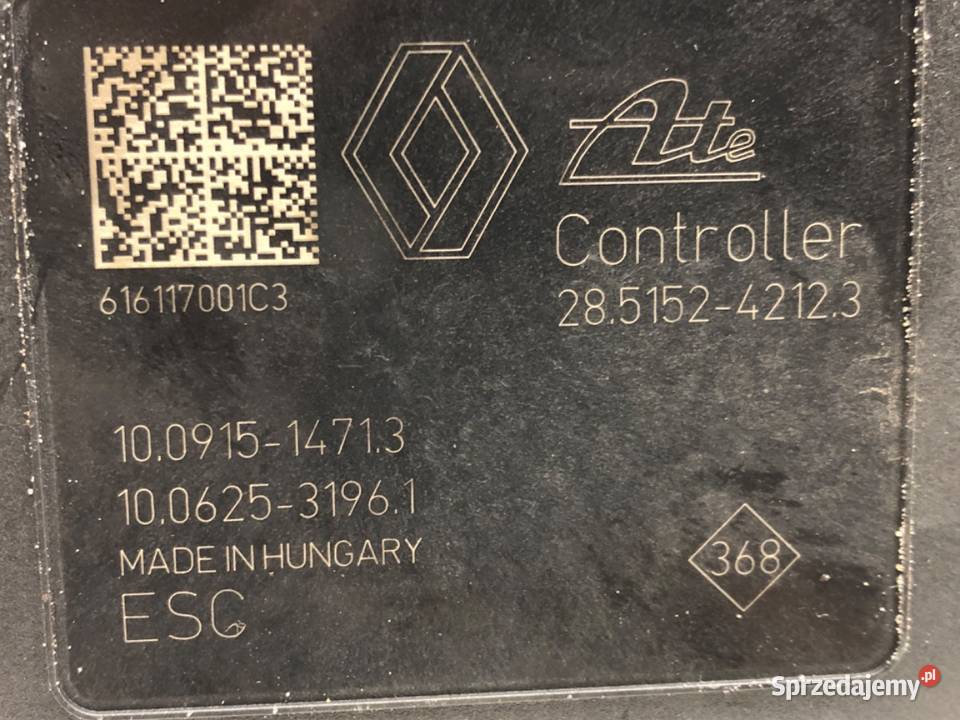 Ate
Controller
28.5152-4212.3
616117001C3
10.0915-1471.3
10.0625-3196.1
MADE IN HUNGARY
ESC
368
Sprzedajemy.pl